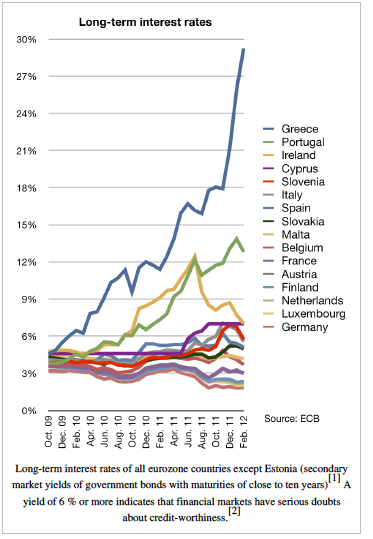 Long-term interest rates
30%
27%
24%
21%
18%
15%
12%
9%
6%
3%
0%
Oct. 09
Dec. 09
Feb. 10
Apr. 10
Jun. 10
Aug. 10
Oct. 10
Dec. 10
Feb. 11
Apr. 11
Jun. 11
Aug. 11
Oct. 11
Dec. 11
Feb. 12
Greece
Portugal
Ireland
Cyprus
Slovenia
Italy
Spain
Slovakia
Malta
Belgium
France
Austria
Finland
Netherlands
Luxembourg
Germany
Source: ECB
Long-term interest rates of all eurozone countries except Estonia (secondary
market yields of government bonds with maturities of close to ten years)[1] A
yield of 6 % or more indicates that financial markets have serious doubts
about credit-worthiness.[2]